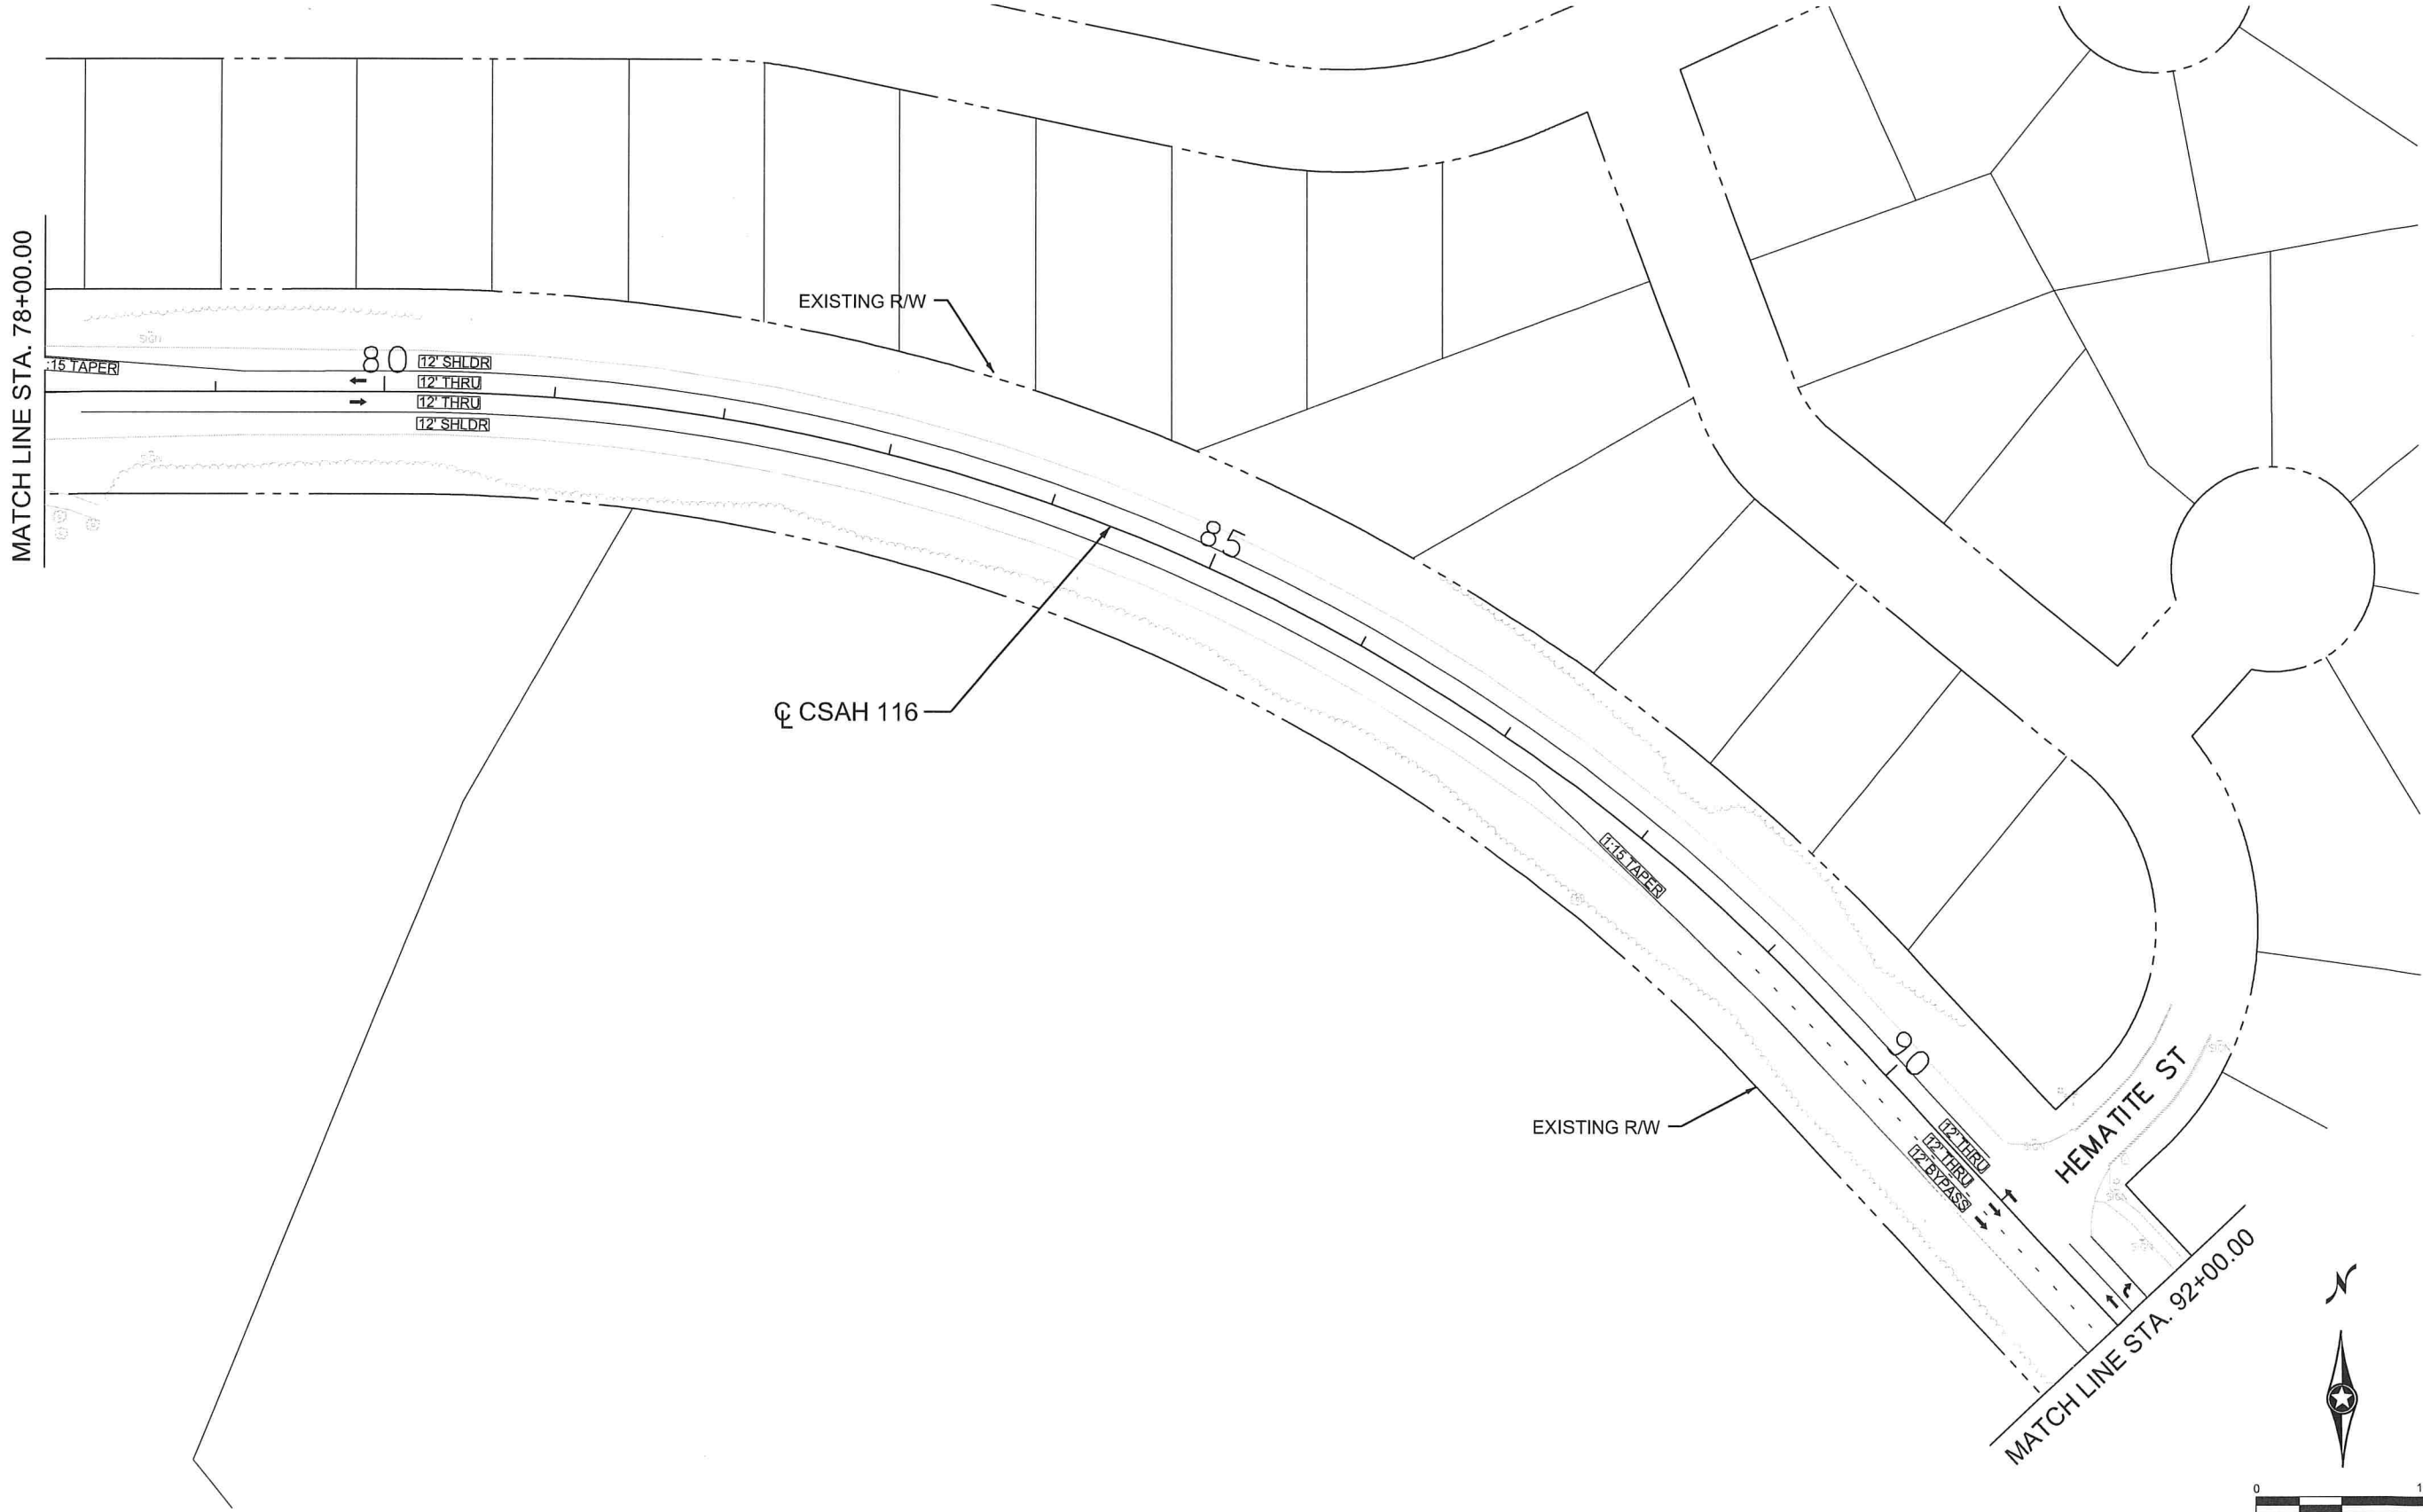 MATCH LINE STA. 78+00.00
EXISTING R/W
:15 TAPER
80
12' SHLDR
12' THRU
12' THRU
12' SHLDR
SIGN
85
℄ CSAH 116
1:15 TAPER
90
EXISTING R/W
12' THRU
12' THRU
12' BYPASS
HEMATITE ST
MATCH LINE STA. 92+00.00
N
0
1